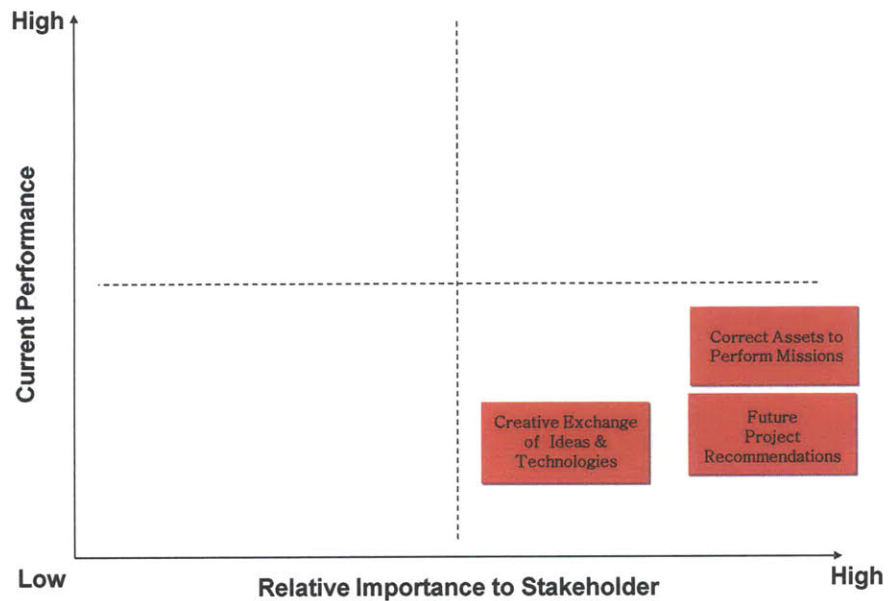 High
Current Performance
Correct Assets to
Perform Missions
Creative Exchange
of Ideas &
Technologies
Future
Project
Recommendations
Low
Relative Importance to Stakeholder
High